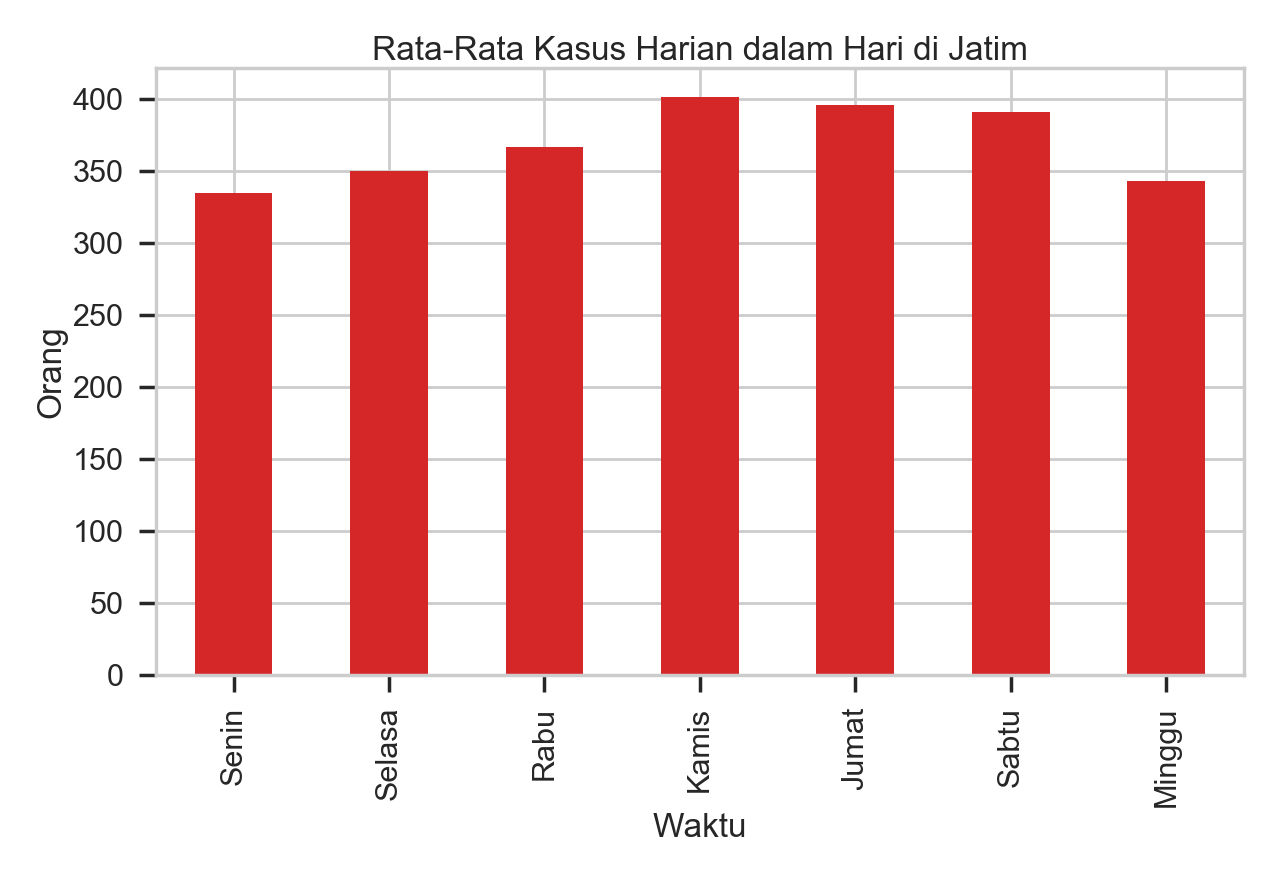 Rata-Rata Kasus Harian dalam Hari di Jatim
400
350
300
250
200
150
100
50
0
Orang
Senin
Selasa
Rabu
Kamis
Jumat
Sabtu
Minggu
Waktu